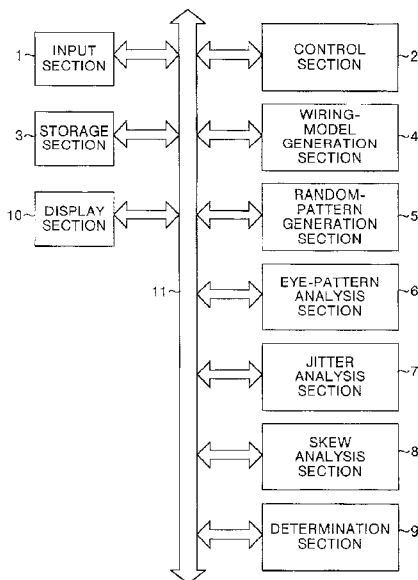 1
INPUT
SECTION
CONTROL
SECTION
2
3
STORAGE
SECTION
WIRING-
MODEL
GENERATION
SECTION
4
10
DISPLAY
SECTION
RANDOM-
PATTERN
GENERATION
SECTION
5
11
EYE-PATTERN
ANALYSIS
SECTION
6
JITTER
ANALYSIS
SECTION
7
SKEW
ANALYSIS
SECTION
8
DETERMINATION
SECTION
9